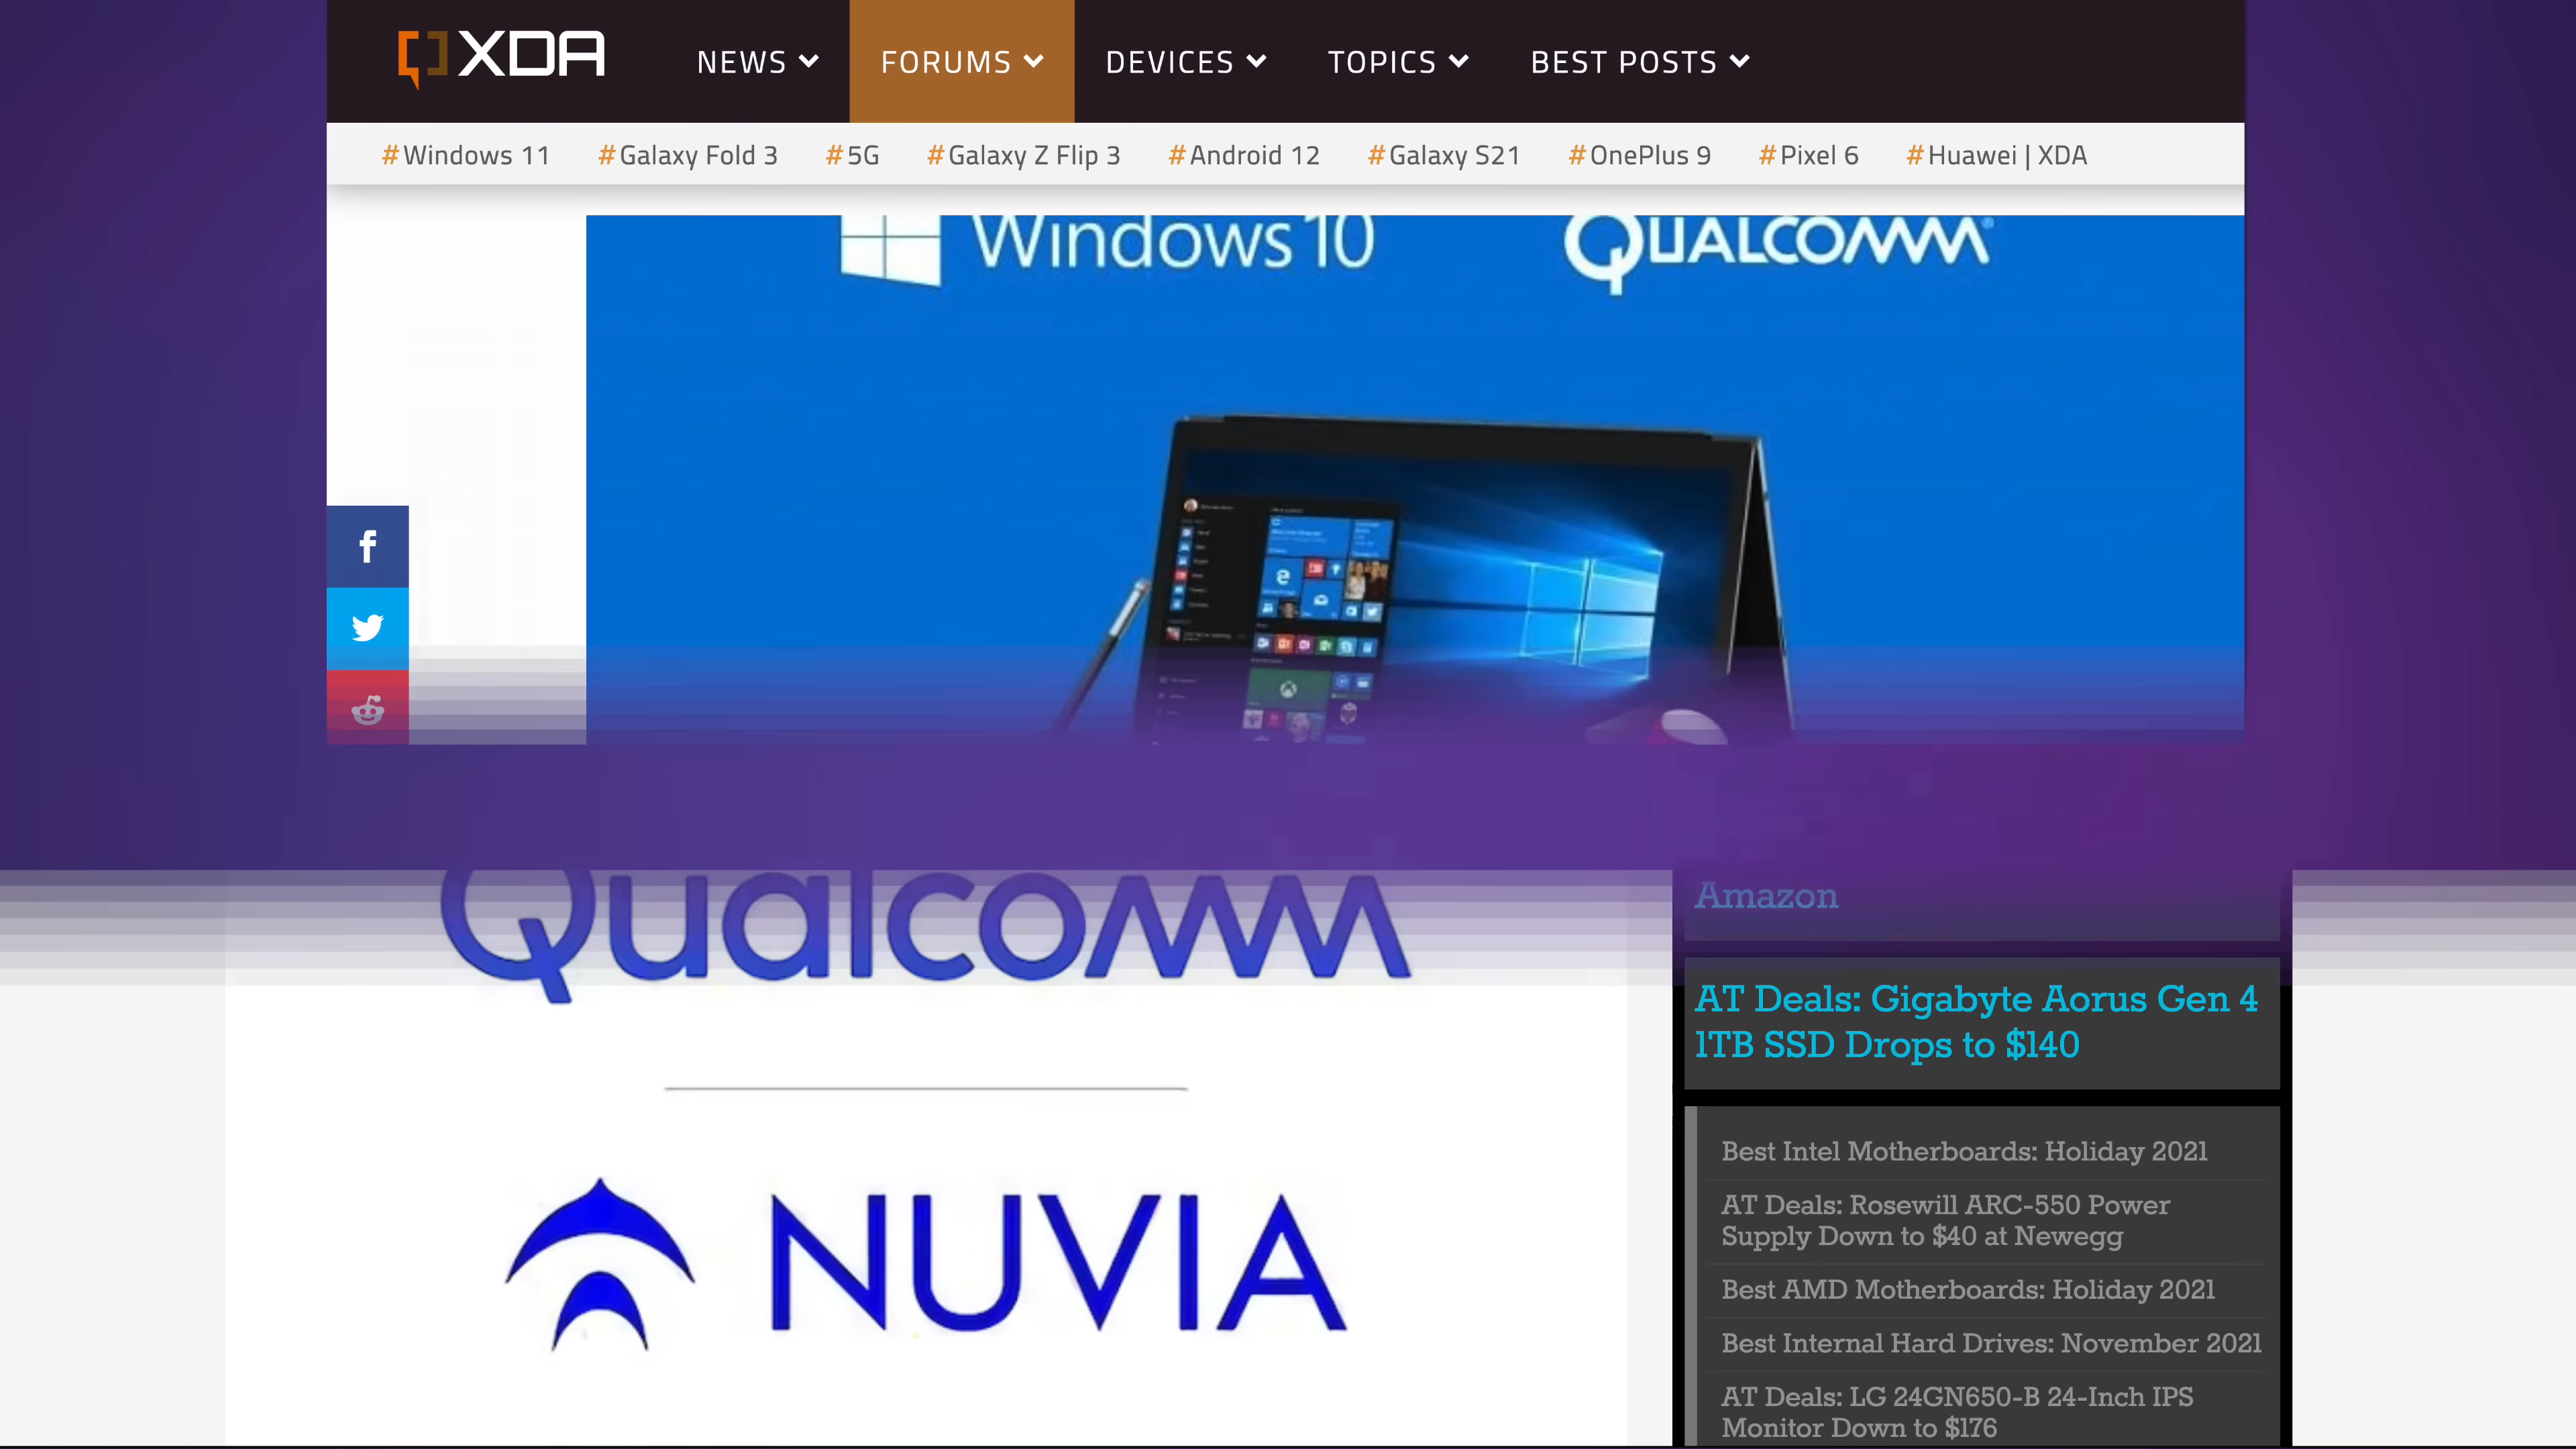 XDA
NEWS FORUMS DEVICES TOPICS BEST POSTS
#Windows 11 #Galaxy Fold 3 #5G #Galaxy Z Flip 3 #Android 12 #Galaxy S21 #OnePlus 9 #Pixel 6 #Huawei | XDA
Windows 10 QUALCOMM®
f
Qualcomm
NUVIA
Amazon
AT Deals: Gigabyte Aorus Gen 4
1TB SSD Drops to $140
Best Intel Motherboards: Holiday 2021
AT Deals: Rosewill ARC-550 Power
Supply Down to $40 at Newegg
Best AMD Motherboards: Holiday 2021
Best Internal Hard Drives: November 2021
AT Deals: LG 24GN650-B 24-Inch IPS
Monitor Down to $176